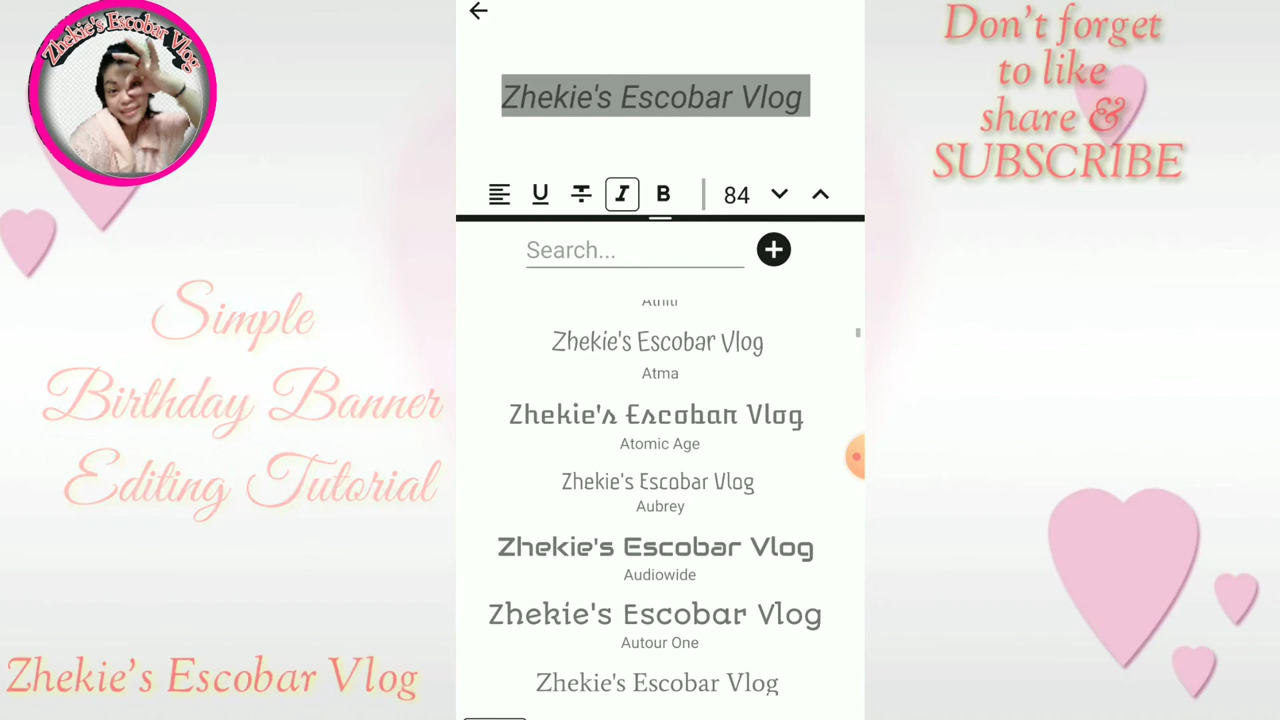 Zhekie's Escobar Vlog
Simple
Birthday Banner
Editing Tutorial
Zhekie's Escobar Vlog
Zhekie's Escobar Vlog
U T I B 84
Search...
Zhekie's Escobar Vlog
Atma
Zhekie's Escobar Vlog
Atomic Age
Zhekie's Escobar Vlog
Aubrey
Zhekie's Escobar Vlog
Audiowide
Zhekie's Escobar Vlog
Autour One
Zhekie's Escobar Vlog
Don't forget
to like
share &
SUBSCRIBE